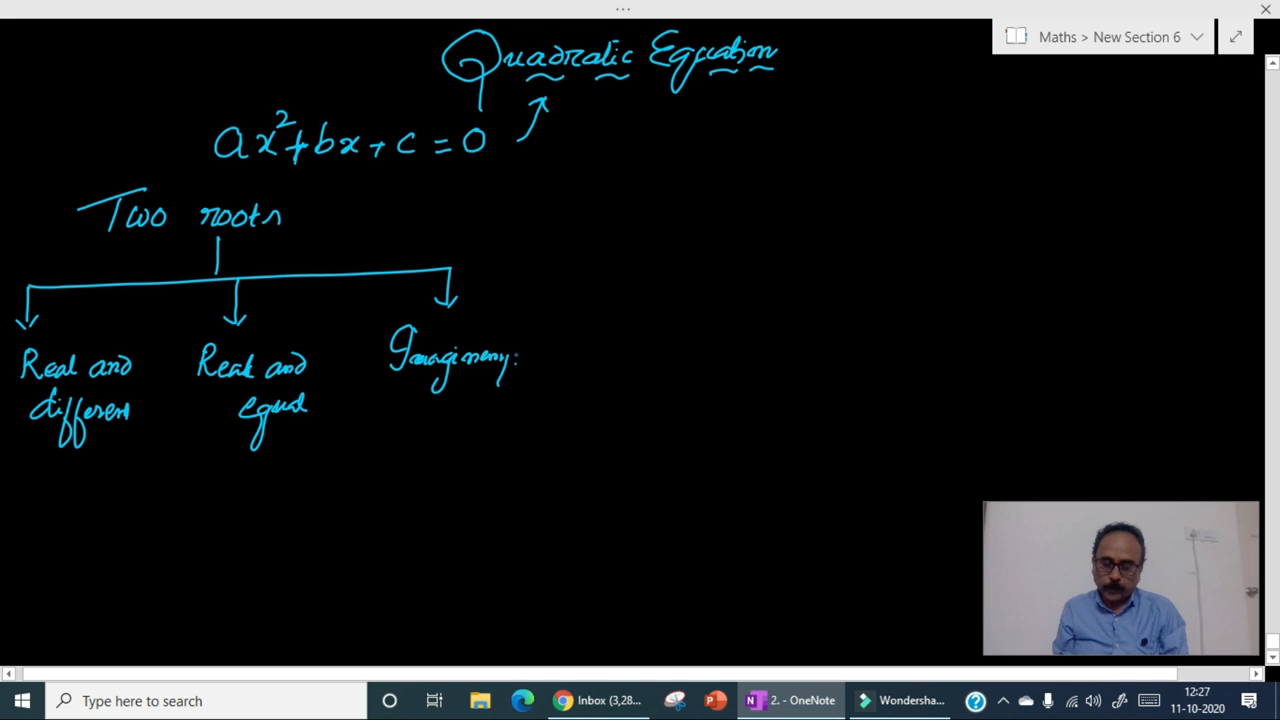 Maths > New Section 6
Quadratic Equation
ax²+bx+c=0
Two roots
Real and different
Real and equal
Imaginery:
Type here to search
Inbox (3,28...
2. - OneNote
Wondersha...
12:27
11-10-2020